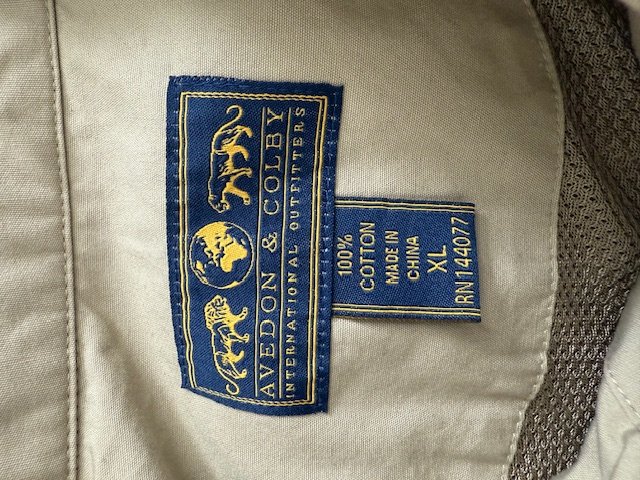 AVEDON & COLBY
INTERNATIONAL OUTFITTERS
100%
COTTON
MADE IN
CHINA
XL
RN144077